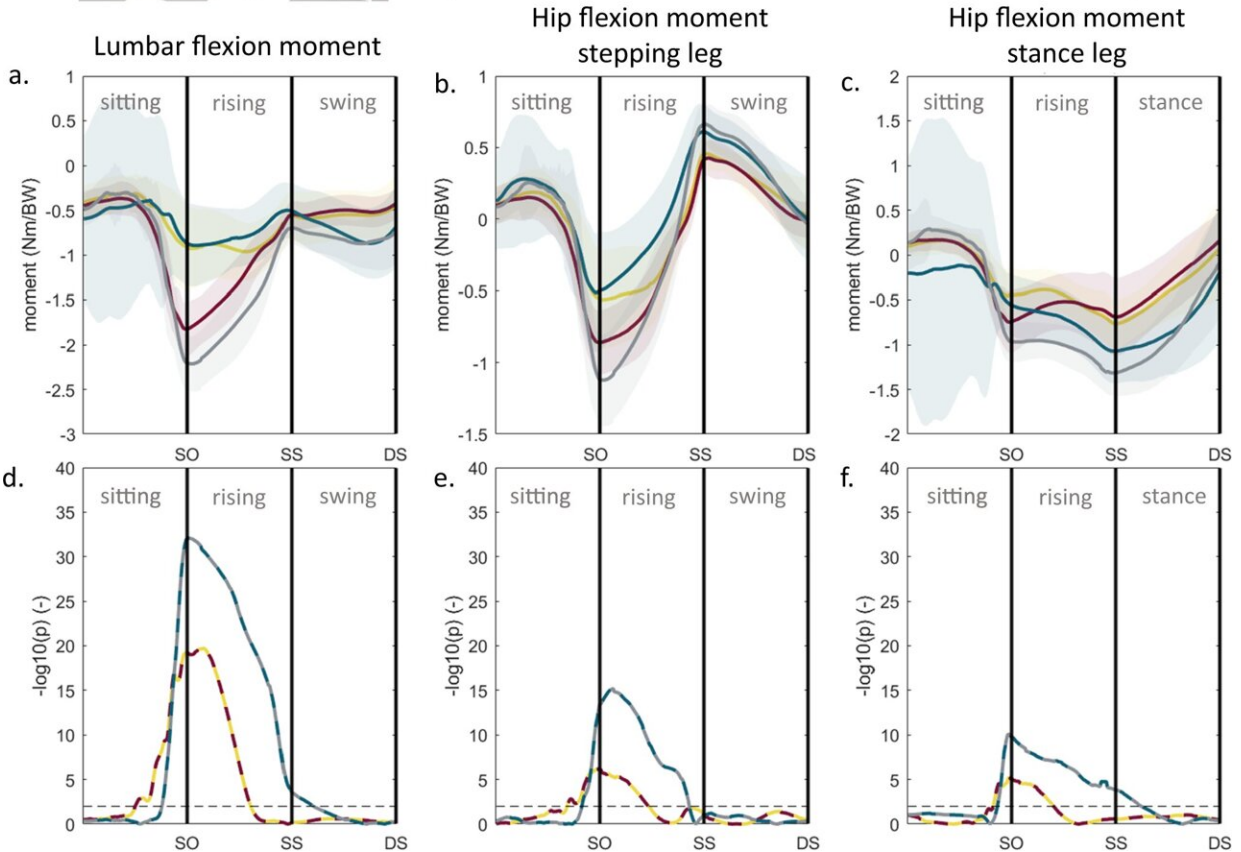 Lumbar flexion moment
Hip flexion moment
stepping leg
Hip flexion moment
stance leg
a.
1
0.5
0
-0.5
-1
-1.5
-2
-2.5
-3
moment (Nm/BW)
sitting
rising
swing
SO
SS
DS
b.
1
0.5
0
-0.5
-1
-1.5
moment (Nm/BW)
sitting
rising
swing
SO
SS
DS
c.
2
1.5
1
0.5
0
-0.5
-1
-1.5
-2
moment (Nm/BW)
sitting
rising
stance
SO
SS
DS
d.
40
35
30
25
20
15
10
5
0
-log10(p) (-)
sitting
rising
swing
SO
SS
DS
e.
40
35
30
25
20
15
10
5
0
-log10(p) (-)
sitting
rising
swing
SO
SS
DS
f.
40
35
30
25
20
15
10
5
0
-log10(p) (-)
sitting
rising
stance
SO
SS
DS